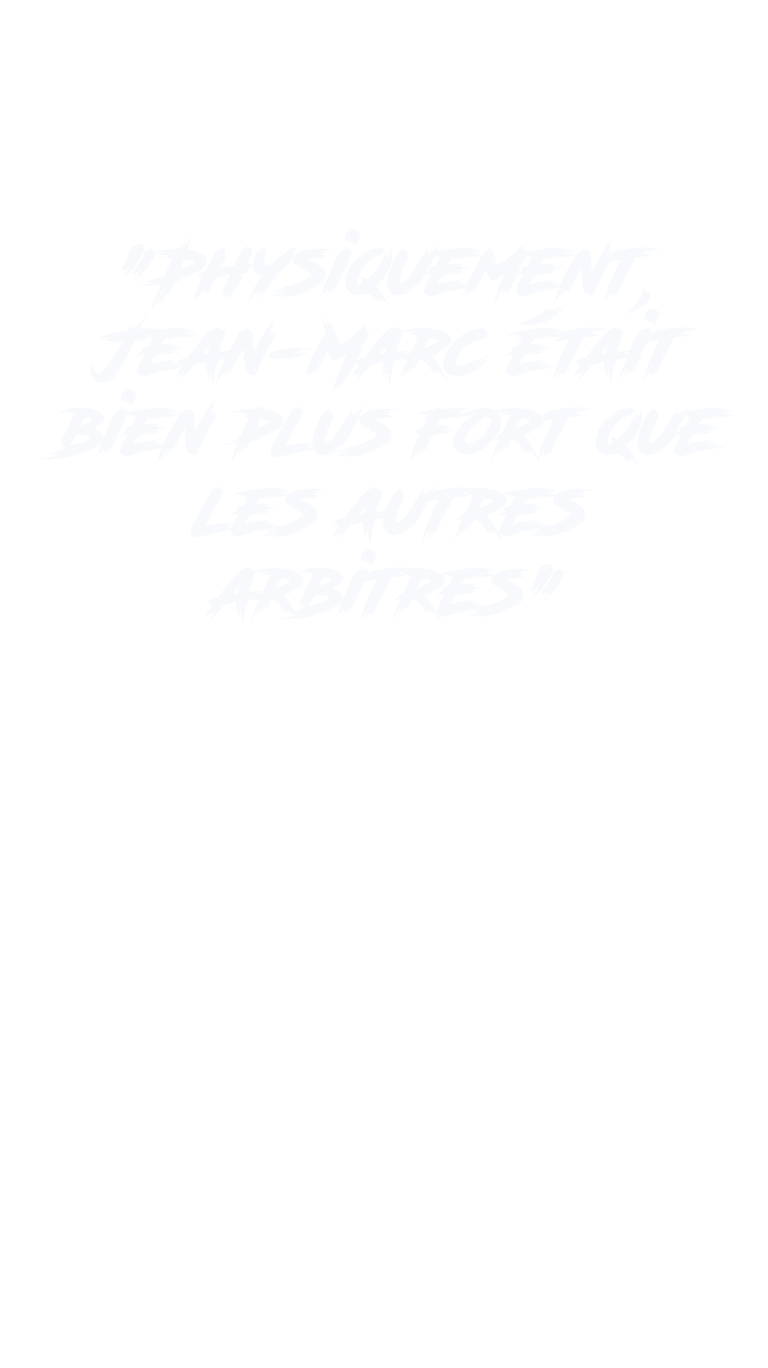 "PHYSIQUEMENT,
JEAN-MARC ÉTAIT
BIEN PLUS FORT QUE
LES AUTRES
ARBITRES"